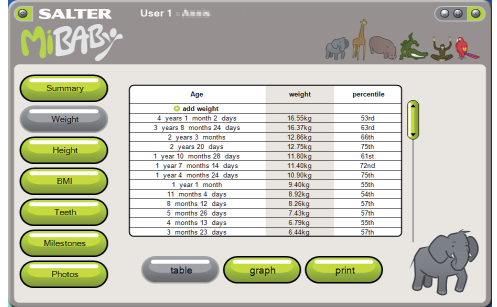 SALTER
MiBABY
User 1 -
Summary
Weight
Height
BMI
Teeth
Milestones
Photos
Age weight percentile
add weight
4 years 1 month 2 days 16.55kg 53rd
3 years 8 months 24 days 16.37kg 63rd
2 years 3 months 12.86kg 66th
2 years 20 days 12.75kg 75th
1 year 10 months 28 days 11.80kg 61st
1 year 7 months 14 days 11.40kg 72nd
1 year 4 months 24 days 10.90kg 75th
1 year 1 month 9.40kg 55th
11 months 4 days 8.92kg 54th
8 months 12 days 8.26kg 57th
5 months 26 days 7.43kg 57th
4 months 13 days 6.79kg 55th
3 months 23 days 6.44kg 57th
table graph print